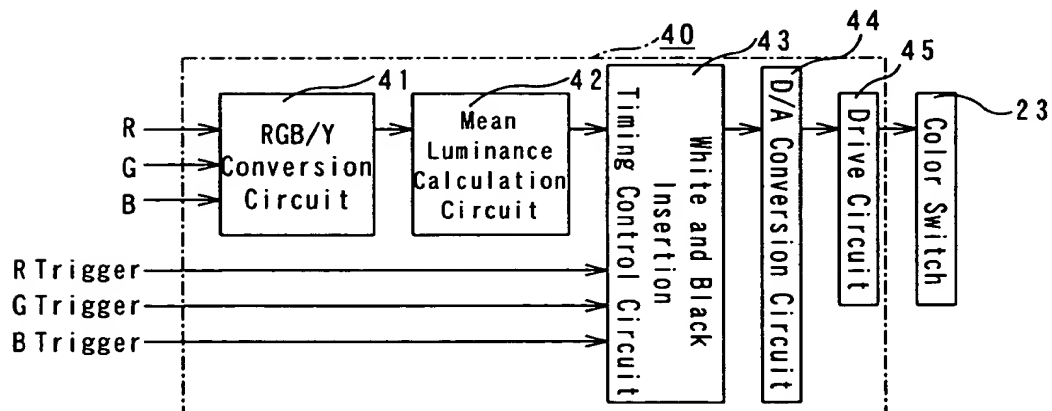 40
41
42
43
44
45
23
R
G
B
RGB/Y
Conversion
Circuit
Mean
Luminance
Calculation
Circuit
White and Black
Insertion
Timing Control Circuit
D/A Conversion Circuit
Drive Circuit
Color Switch
R Trigger
G Trigger
B Trigger